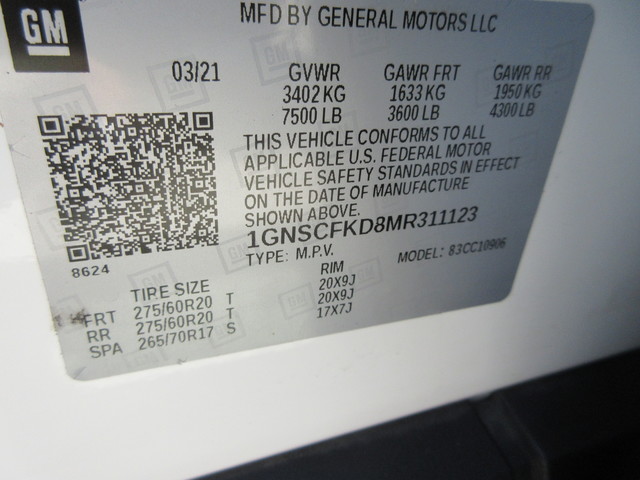 GM
MFD BY GENERAL MOTORS LLC
03/21 GVWR GAWR FRT GAWR RR
3402 KG 1633 KG 1950 KG
7500 LB 3600 LB 4300 LB
THIS VEHICLE CONFORMS TO ALL
APPLICABLE U.S. FEDERAL MOTOR
VEHICLE SAFETY STANDARDS IN EFFECT
ON THE DATE OF MANUFACTURE
SHOWN ABOVE.
1GNSCFKD8MR311123
TYPE: M.P.V. MODEL: 83CC10906
8624
TIRE SIZE RIM
FRT 275/60R20 T 20X9J
RR 275/60R20 T 20X9J
SPA 265/70R17 S 17X7J